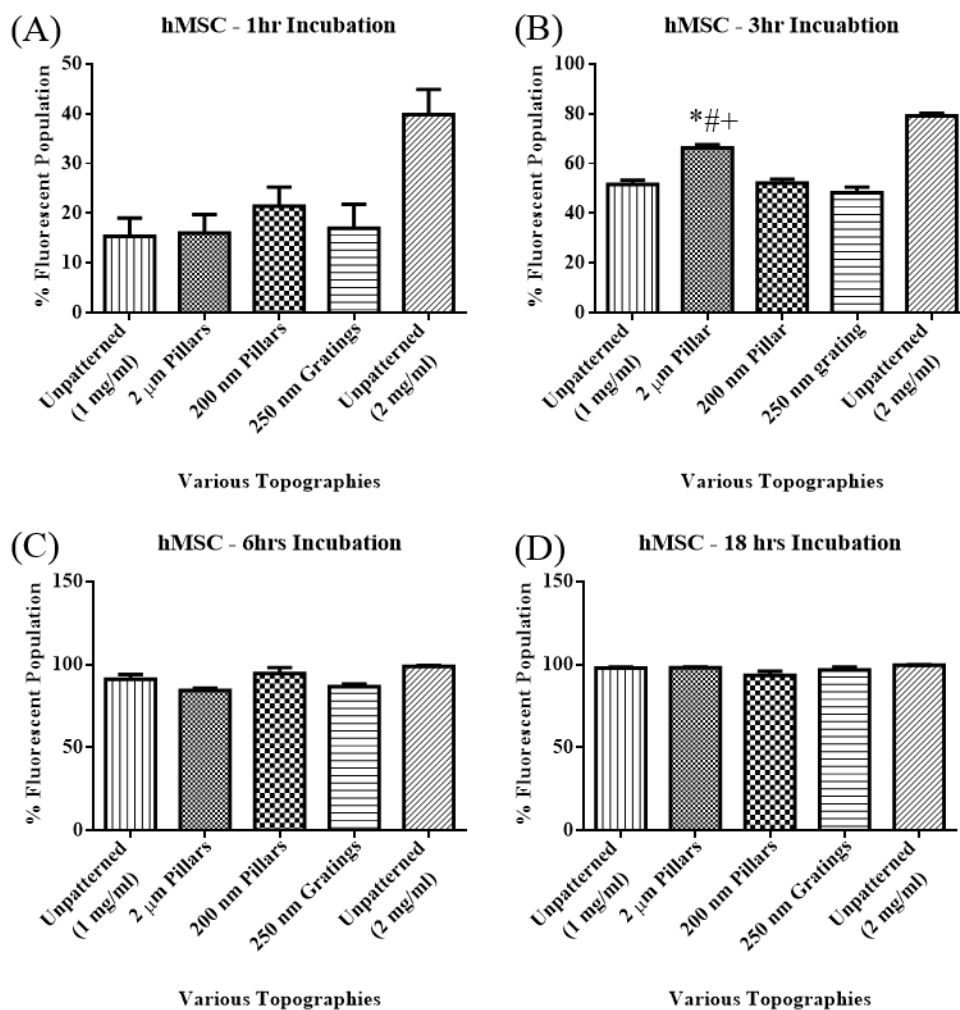 (A)
hMSC - 1hr Incubation
% Fluorescent Population
50
40
30
20
10
0
Unpatterned
(1 mg/ml)
2 μm Pillars
200 nm Pillars
250 nm Gratings
Unpatterned
(2 mg/ml)
Various Topographies
(B)
hMSC - 3hr Incuabtion
% Fluorescent Population
100
80
60
40
20
0
*#+
Unpatterned
(1 mg/ml)
2 μm Pillar
200 nm Pillar
250 nm grating
Unpatterned
(2 mg/ml)
Various Topographies
(C)
hMSC - 6hrs Incubation
% Fluorescent Population
150
100
50
0
Unpatterned
(1 mg/ml)
2 μm Pillars
200 nm Pillars
250 nm Gratings
Unpatterned
(2 mg/ml)
Various Topographies
(D)
hMSC - 18 hrs Incubation
% Fluorescent Population
150
100
50
0
Unpatterned
(1 mg/ml)
2 μm Pillars
200 nm Pillars
250 nm Gratings
Unpatterned
(2 mg/ml)
Various Topographies